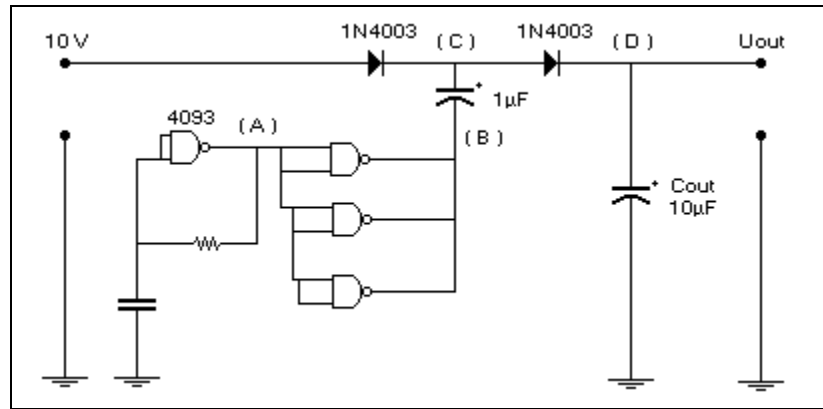 10 V
1N4003
( C )
1N4003
( D )
Uout
+
1µF
4093
( A )
( B )
+
Cout
10µF